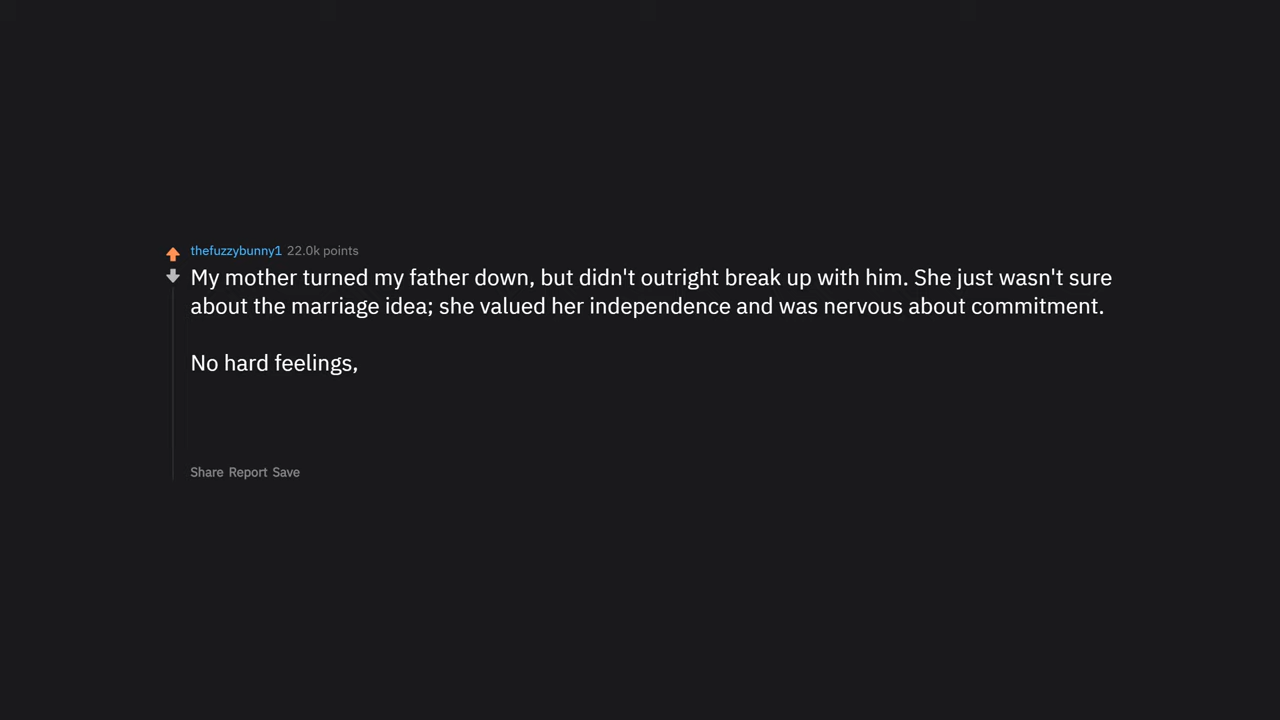 thefuzzybunny1 22.0k points
My mother turned my father down, but didn't outright break up with him. She just wasn't sure
about the marriage idea; she valued her independence and was nervous about commitment.
No hard feelings,
Share Report Save